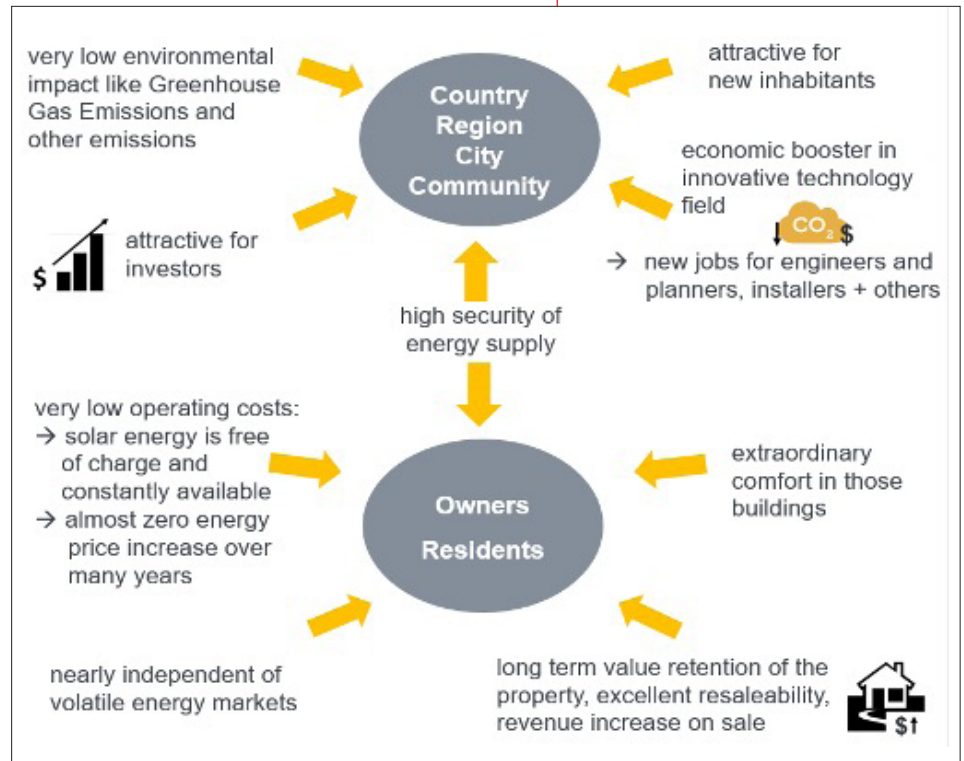 very low environmental
impact like Greenhouse
Gas Emissions and
other emissions
Country
Region
City
Community
attractive for
new inhabitants
economic booster in
innovative technology
field
CO₂ $
→ new jobs for engineers and
planners, installers + others
$
attractive for
investors
high security of
energy supply
very low operating costs:
→ solar energy is free
of charge and
constantly available
→ almost zero energy
price increase over
many years
Owners
Residents
extraordinary
comfort in those
buildings
nearly independent of
volatile energy markets
long term value retention of the
property, excellent resaleability,
revenue increase on sale
$↑